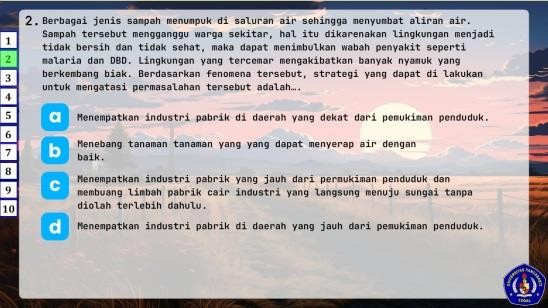 2. Berbagai jenis sampah menumpuk di saluran air sehingga menyumbat aliran air.
Sampah tersebut mengganggu warga sekitar, hal itu dikarenakan lingkungan menjadi
tidak bersih dan tidak sehat, maka dapat menimbulkan wabah penyakit seperti
malaria dan DBD. Lingkungan yang tercemar mengakibatkan banyak nyamuk yang
berkembang biak. Berdasarkan fenomena tersebut, strategi yang dapat di lakukan
untuk mengatasi permasalahan tersebut adalah….
a Menempatkan industri pabrik di daerah yang dekat dari pemukiman penduduk.
b Menebang tanaman tanaman yang yang dapat menyerap air dengan
baik.
c Menempatkan industri pabrik yang jauh dari permukiman penduduk dan
membuang limbah pabrik cair industri yang langsung menuju sungai tanpa
diolah terlebih dahulu.
d Menempatkan industri pabrik di daerah yang jauh dari pemukiman penduduk.
1
2
3
4
5
6
7
8
9
10
UNIVERSITAS PANCASAKTI
TEGAL